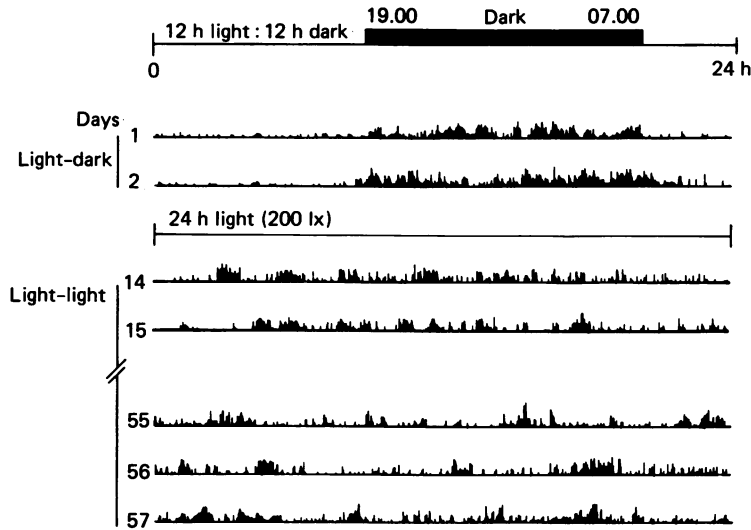 19.00 Dark 07.00
12 h light : 12 h dark
0 24 h
Days
1
Light–dark
2
24 h light (200 lx)
14
Light–light
15
55
56
57